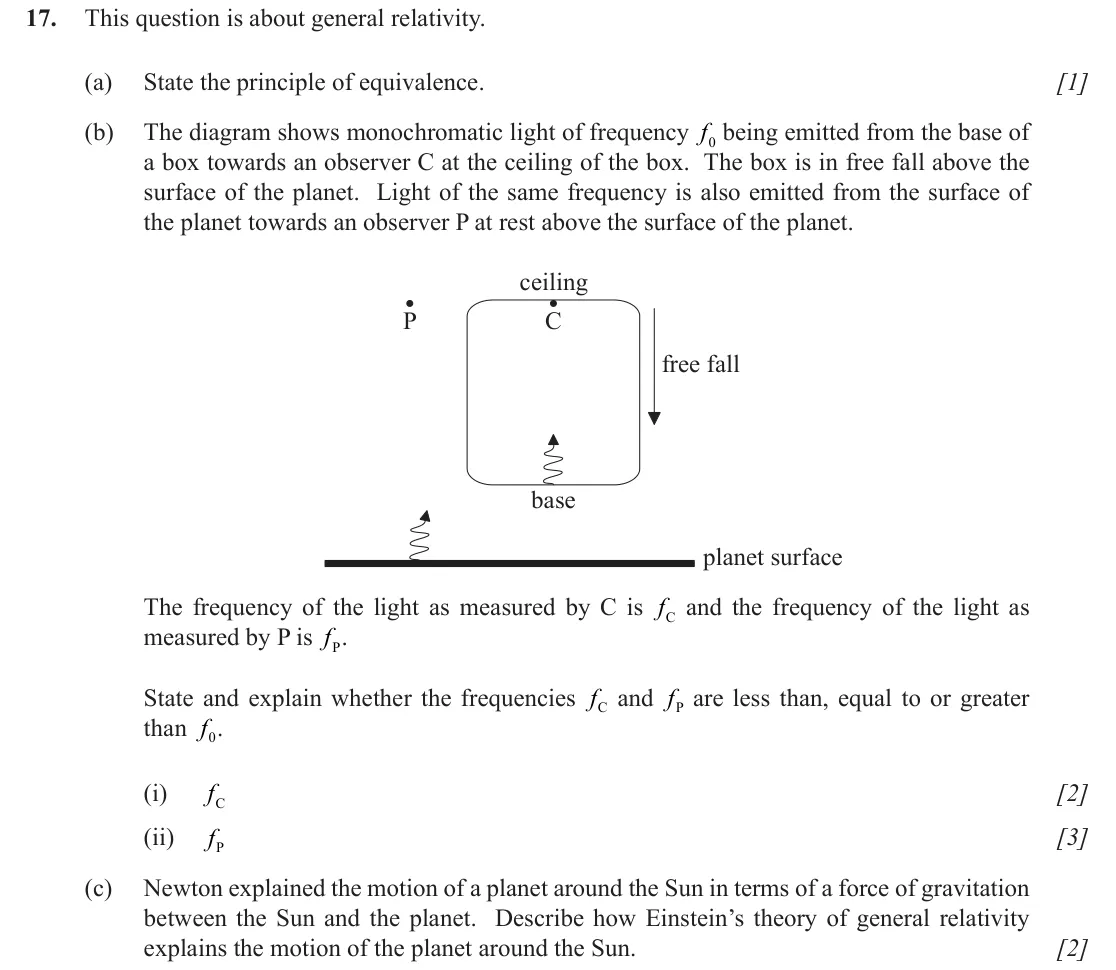 17. This question is about general relativity.
(a) State the principle of equivalence. [1]
(b) The diagram shows monochromatic light of frequency f₀ being emitted from the base of
a box towards an observer C at the ceiling of the box. The box is in free fall above the
surface of the planet. Light of the same frequency is also emitted from the surface of
the planet towards an observer P at rest above the surface of the planet.
ceiling
P
C
free fall
base
planet surface
The frequency of the light as measured by C is f_C and the frequency of the light as
measured by P is f_P.
State and explain whether the frequencies f_C and f_P are less than, equal to or greater
than f₀.
(i) f_C [2]
(ii) f_P [3]
(c) Newton explained the motion of a planet around the Sun in terms of a force of gravitation
between the Sun and the planet. Describe how Einstein’s theory of general relativity
explains the motion of the planet around the Sun. [2]